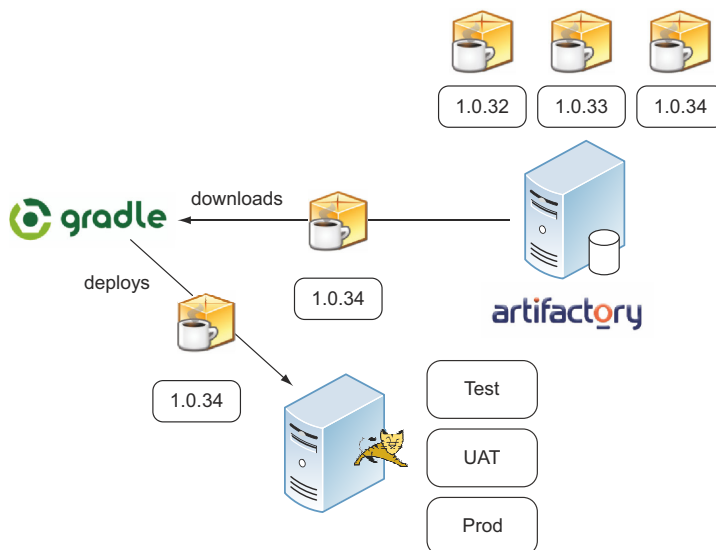 1.0.32
1.0.33
1.0.34
downloads
gradle
deploys
1.0.34
artifactory
1.0.34
Test
UAT
Prod